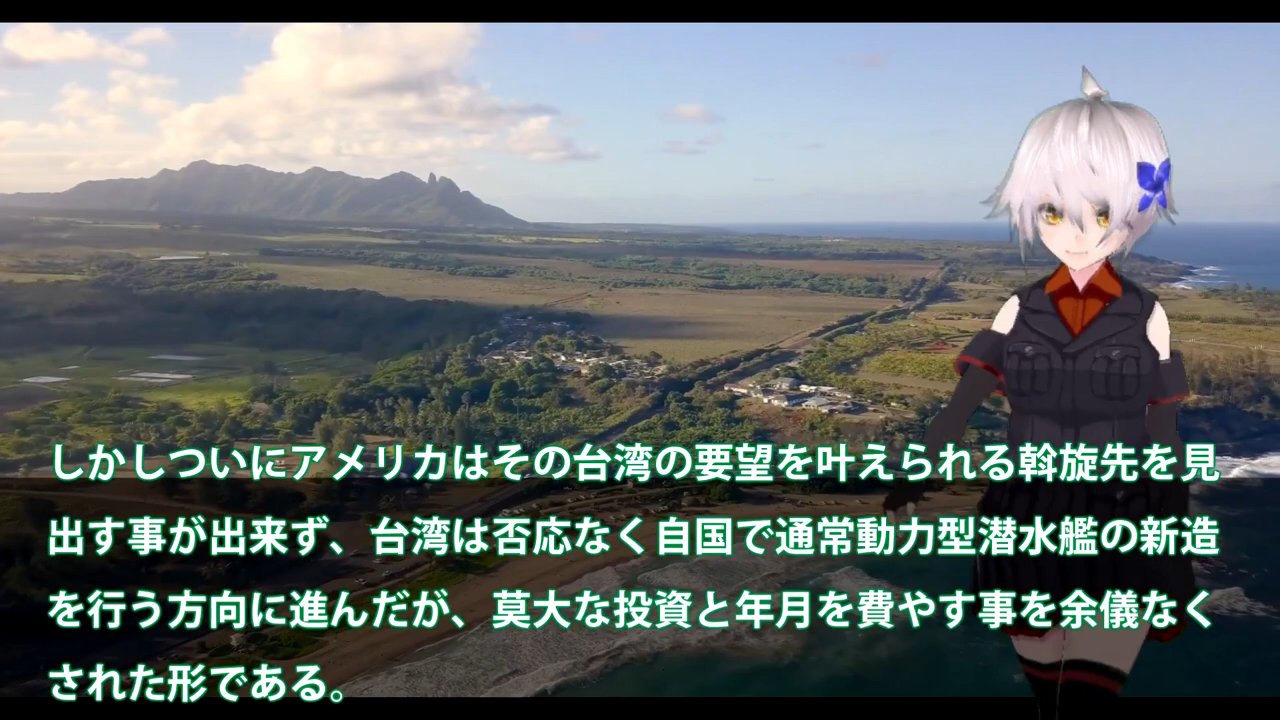 しかしついにアメリカはその台湾の要望を叶えられる斡旋先を見
出す事が出来ず、台湾は否応なく自国で通常動力型潜水艦の新造
を行う方向に進んだが、莫大な投資と年月を費やす事を余儀なく
された形である。